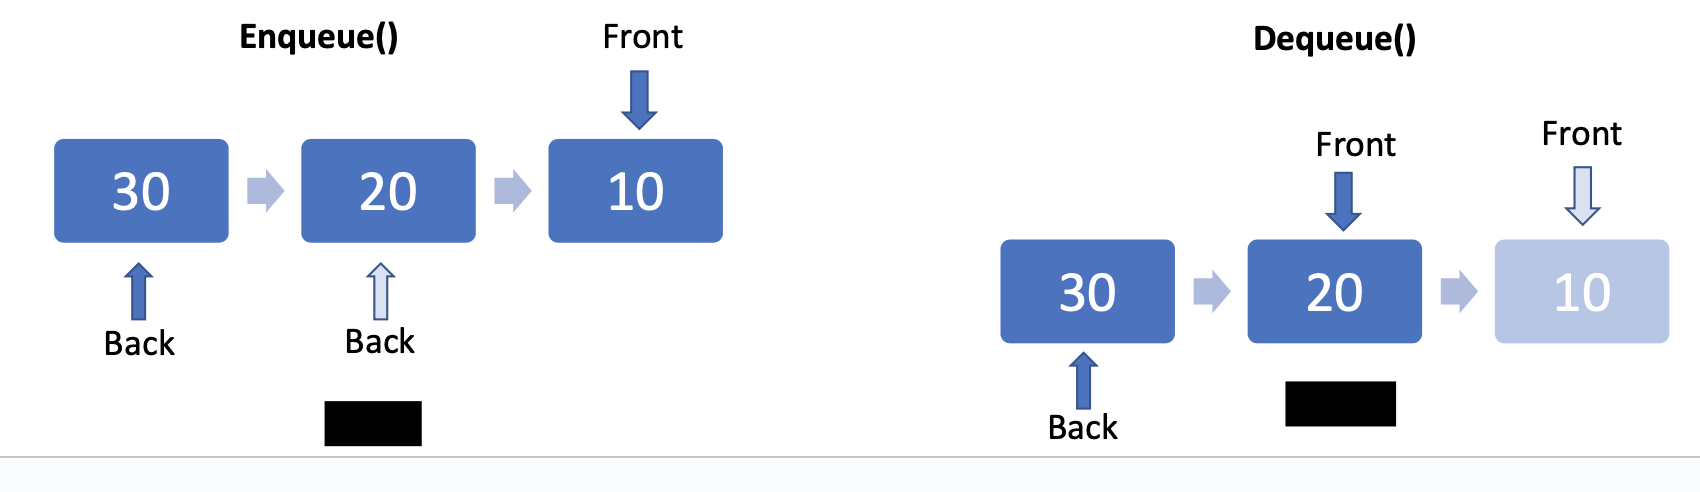 Enqueue()
Front
30
20
10
Back
Back
Dequeue()
Front
Front
30
20
10
Back